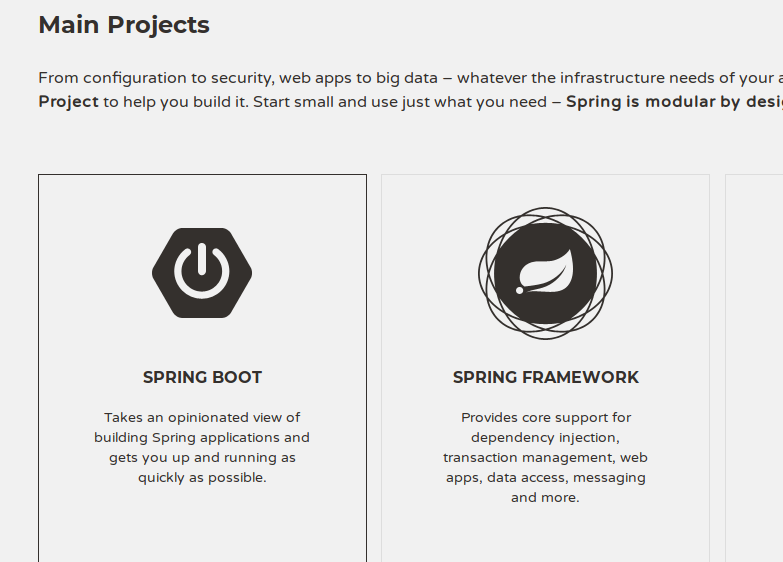 Main Projects
From configuration to security, web apps to big data – whatever the infrastructure needs of your
Project to help you build it. Start small and use just what you need – Spring is modular by
SPRING BOOT
Takes an opinionated view of
building Spring applications and
gets you up and running as
quickly as possible.
SPRING FRAMEWORK
Provides core support for
dependency injection,
transaction management, web
apps, data access, messaging
and more.